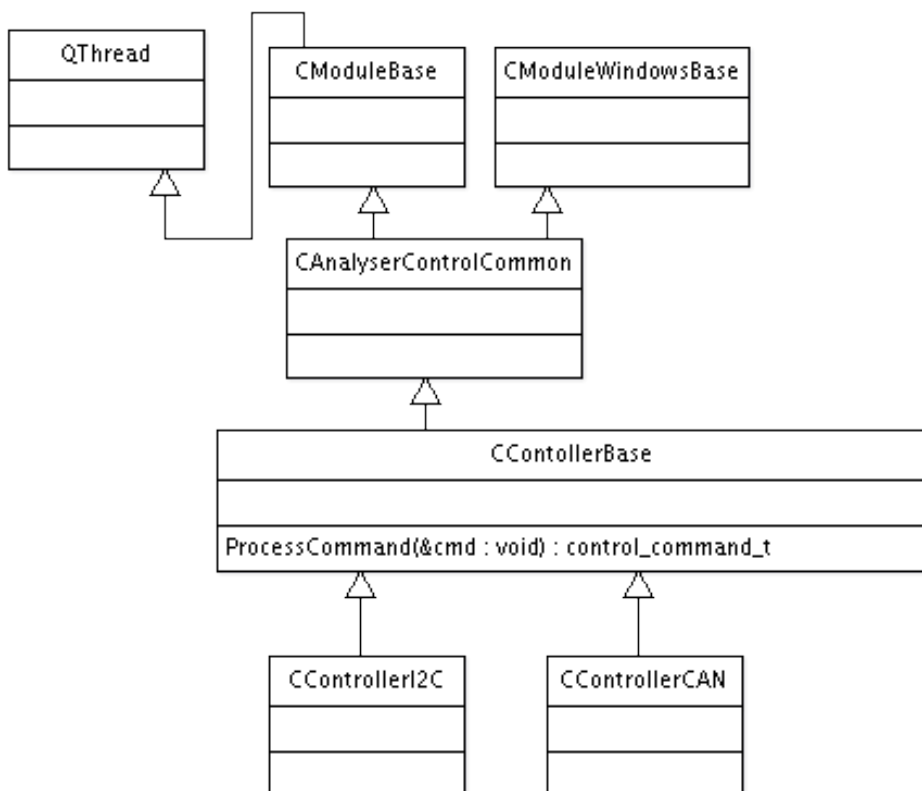 QThread
CModuleBase
CModuleWindowsBase
CAnalyserControlCommon
CContollerBase
ProcessCommand(&cmd : void) : control_command_t
CControllerI2C
CControllerCAN